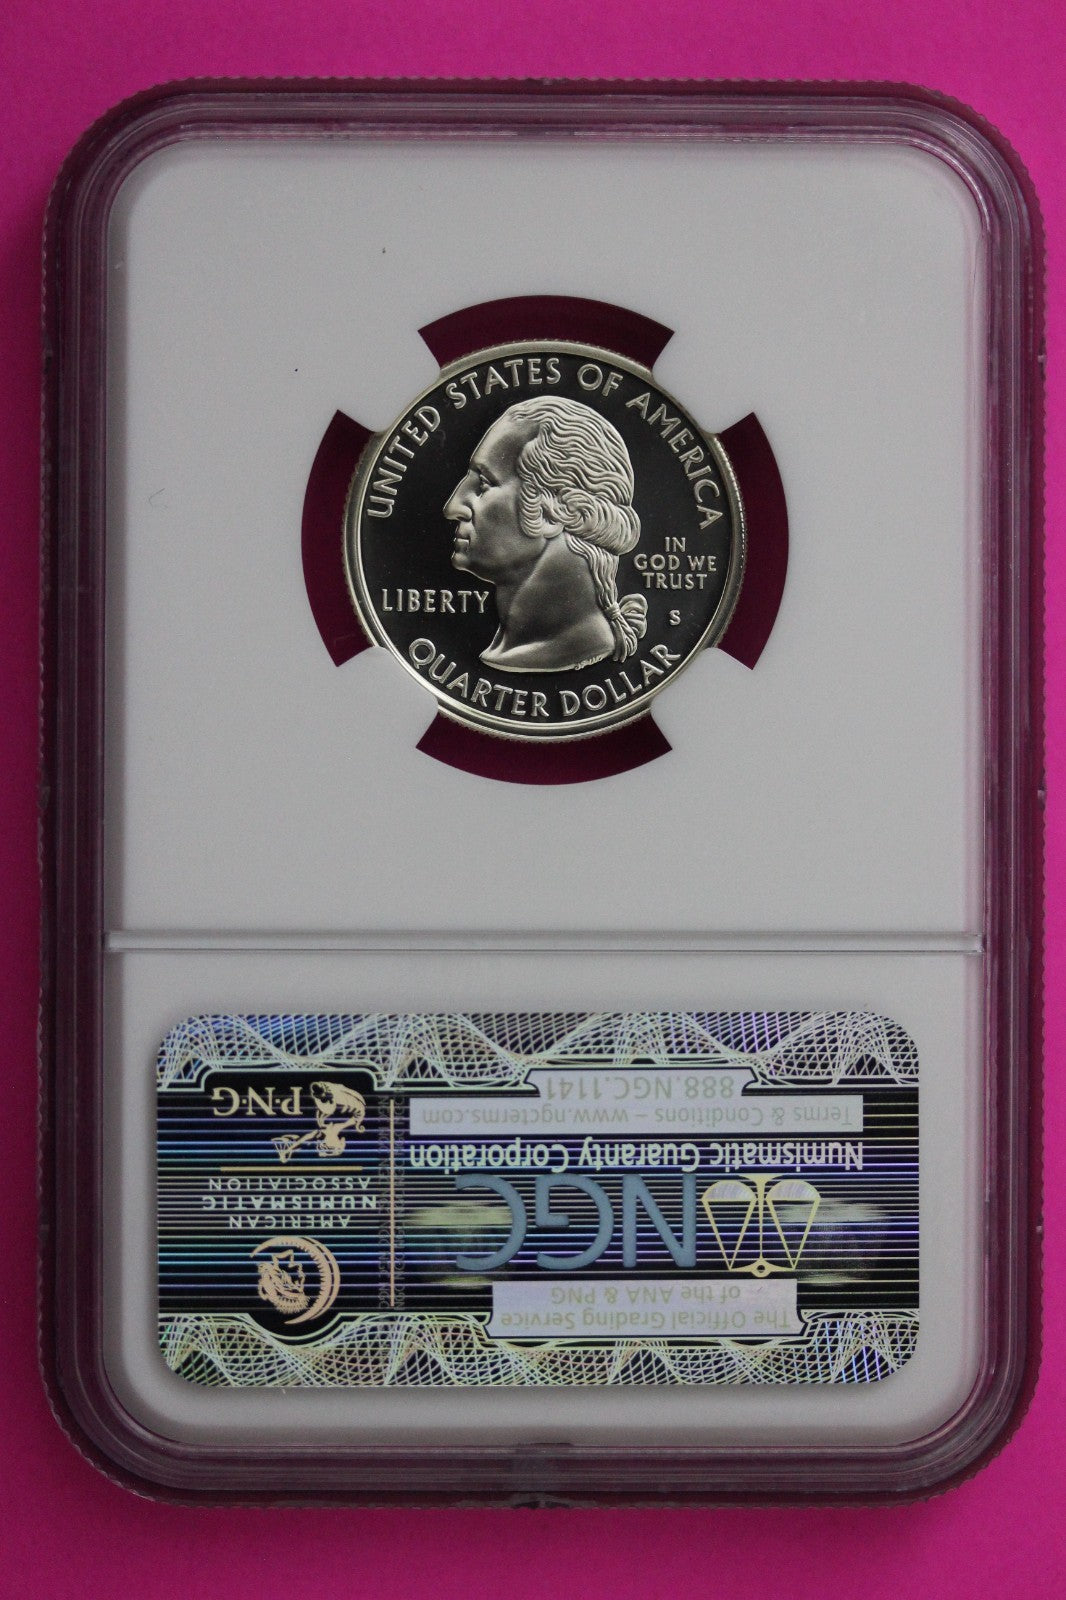 UNITED STATES OF AMERICA
LIBERTY
IN
GOD WE
TRUST
S
QUARTER DOLLAR
The Official Grading Service
of the ANA & PNG
NGC
Numismatic Guaranty Corporation
Terms & Conditions – www.ngcterms.com
888.NGC.1141
AMERICAN
NUMISMATIC
ASSOCIATION
P·N·G